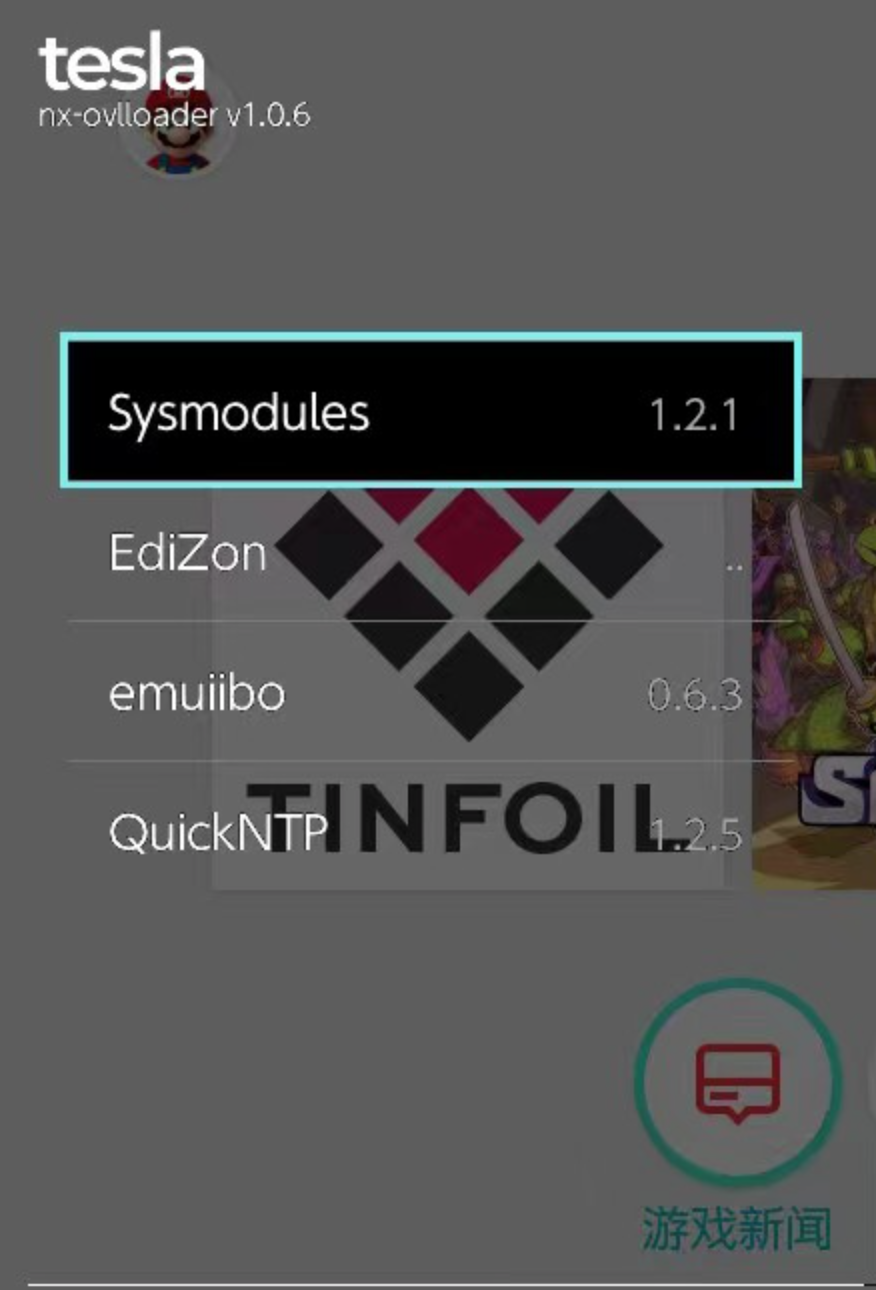 tesla
nx-ovlloader v1.0.6
Sysmodules 1.2.1
EdiZon ..
emuiibo 0.6.3
QuickNTP 1.2.5
TINFOIL
游戏新闻